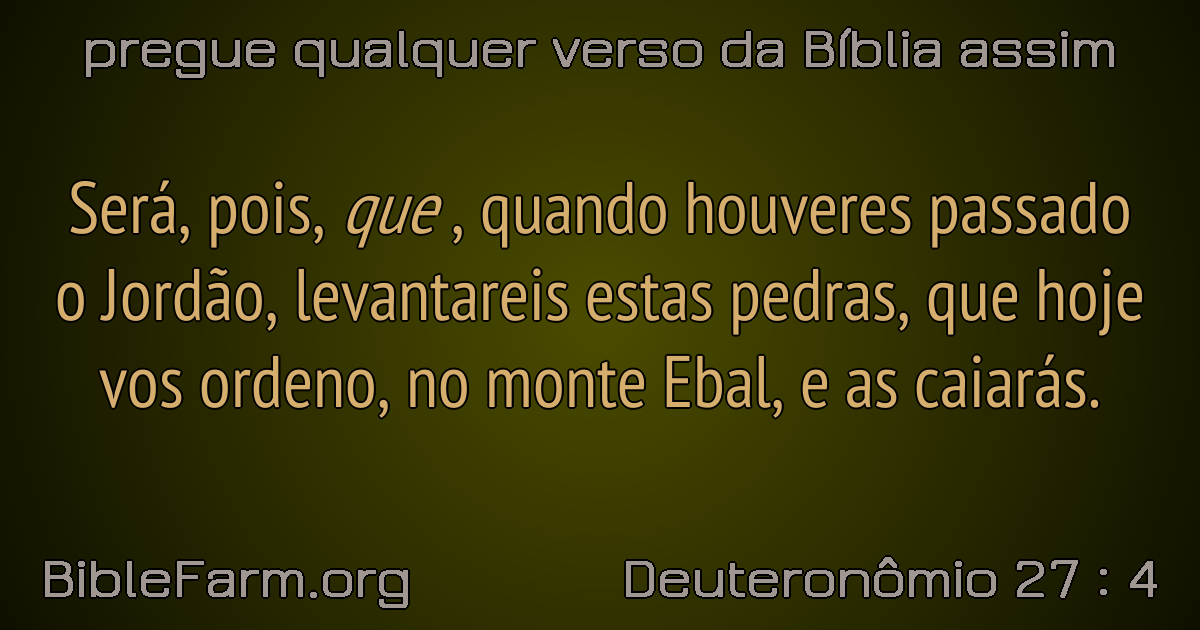 pregue qualquer verso da Bíblia assim
Será, pois, que , quando houveres passado
o Jordão, levantareis estas pedras, que hoje
vos ordeno, no monte Ebal, e as caiarás.
BibleFarm.org
Deuteronômio 27 : 4